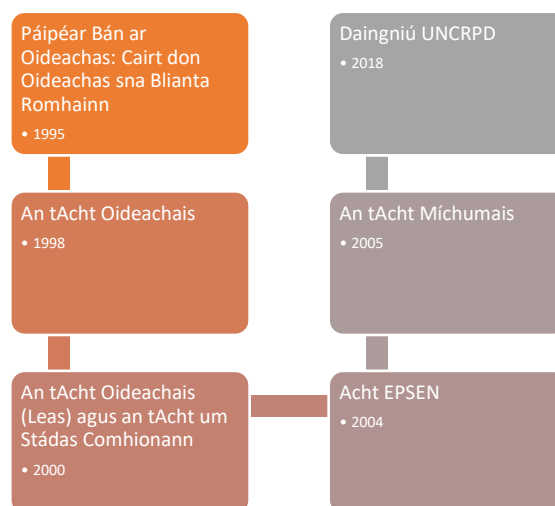 Páipéar Bán ar
Oideachas: Cairt don
Oideachas sna Blianta
Romhainn
• 1995
An tAcht Oideachais
• 1998
An tAcht Oideachais
(Leas) agus an tAcht um
Stádas Comhionann
• 2000
Acht EPSEN
• 2004
An tAcht Míchumais
• 2005
Daingniú UNCRPD
• 2018